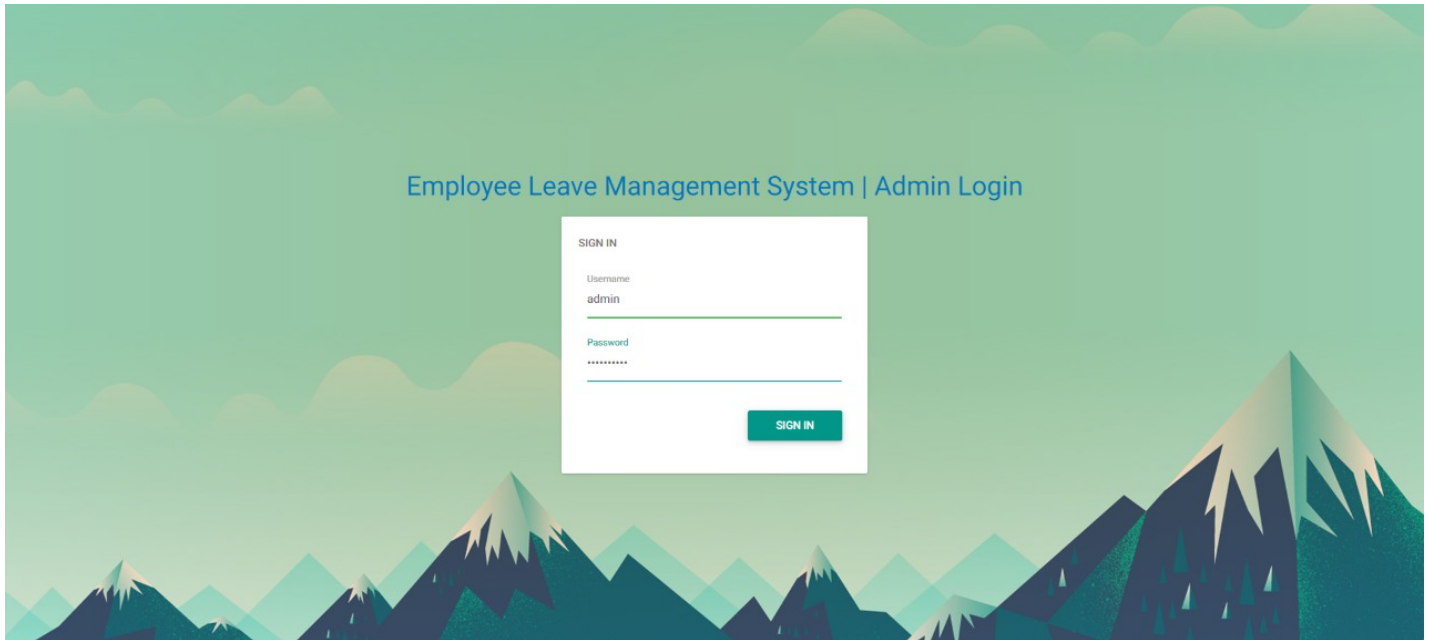 Employee Leave Management System | Admin Login
SIGN IN
Username
admin
Password
••••••••••
SIGN IN